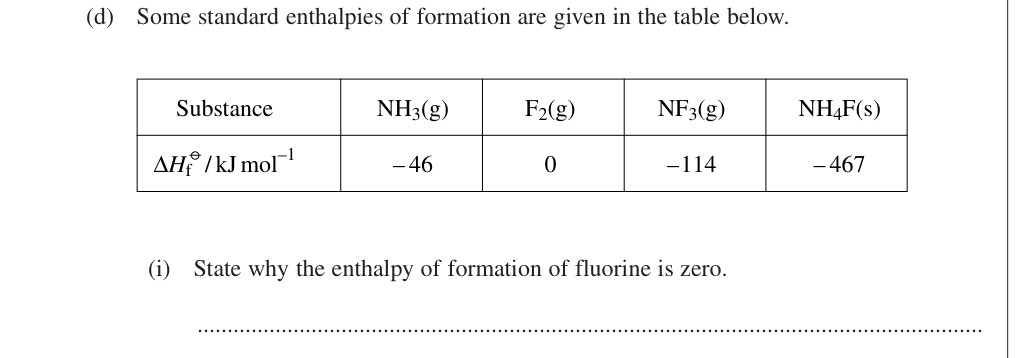 (d) Some standard enthalpies of formation are given in the table below.
Substance NH₃(g) F₂(g) NF₃(g) NH₄F(s)
ΔH_f^⦵ / kJ mol⁻¹ −46 0 −114 −467
(i) State why the enthalpy of formation of fluorine is zero.